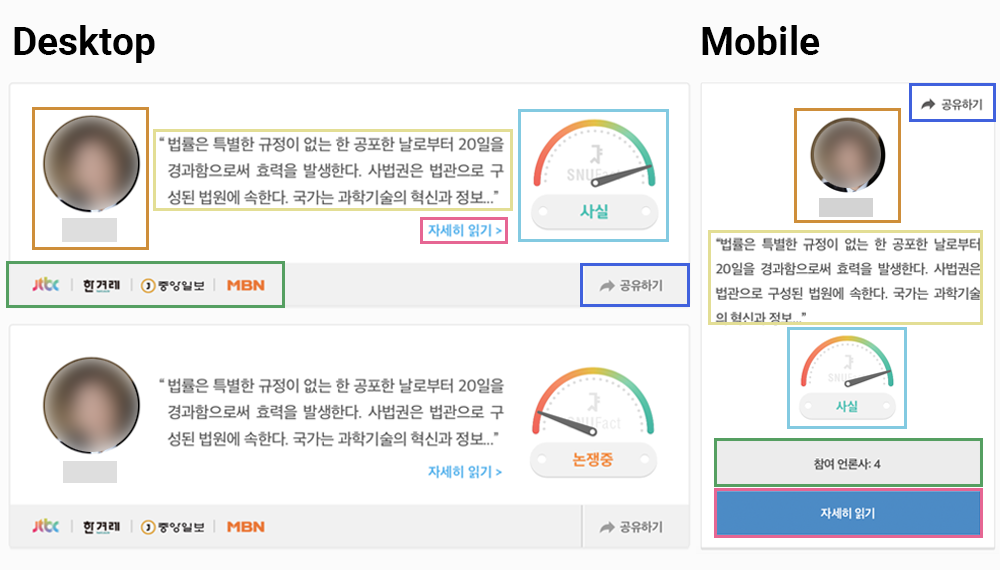 Desktop
“ 법률은 특별한 규정이 없는 한 공포한 날로부터 20일을
경과함으로써 효력을 발생한다. 사법권은 법관으로 구
성된 법원에 속한다. 국가는 과학기술의 혁신과 정보...”
자세히 읽기 >
SNUFact
사실
jtbc | 한겨레 | 중앙일보 | MBN
공유하기
“ 법률은 특별한 규정이 없는 한 공포한 날로부터 20일을
경과함으로써 효력을 발생한다. 사법권은 법관으로 구
성된 법원에 속한다. 국가는 과학기술의 혁신과 정보...”
자세히 읽기 >
SNUFact
논쟁중
jtbc | 한겨레 | 중앙일보 | MBN
공유하기
Mobile
공유하기
“법률은 특별한 규정이 없는 한 공포한 날로부터
20일을 경과함으로써 효력을 발생한다. 사법권은
법관으로 구성된 법원에 속한다. 국가는 과학기술
의 혁신과 정보...”
사실
참여 언론사: 4
자세히 읽기